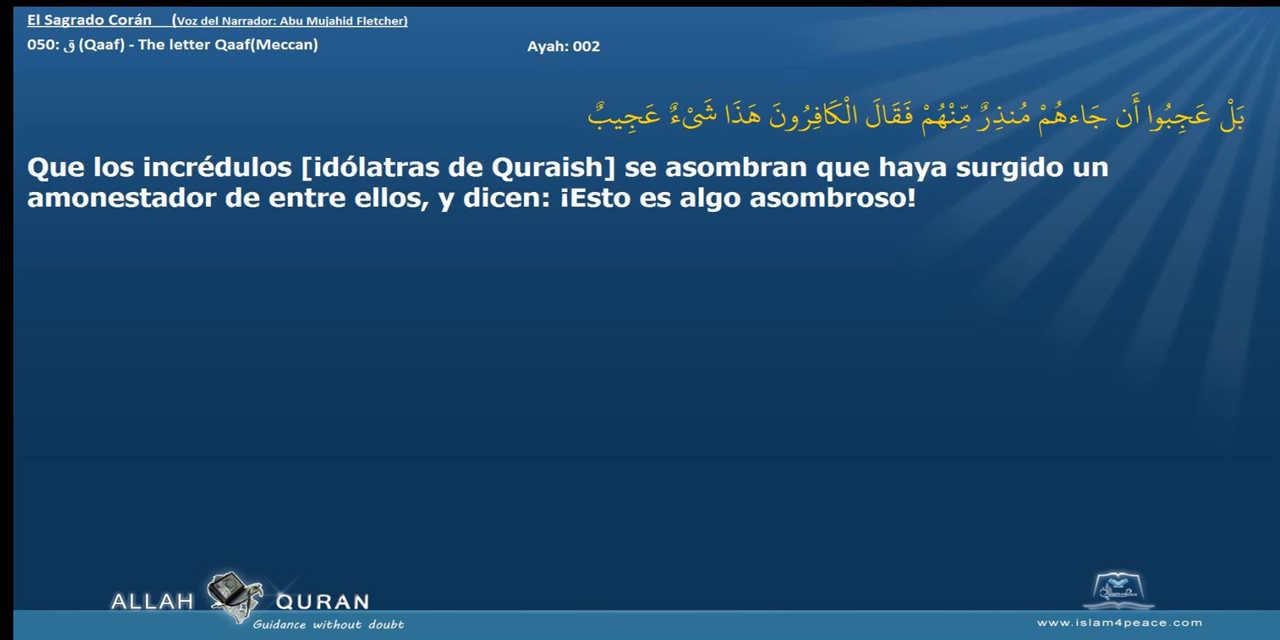 El Sagrado Corán (Voz del Narrador: Abu Mujahid Fletcher)
050: ق (Qaaf) - The letter Qaaf(Meccan) Ayah: 002
بَلْ عَجِبُوا أَن جَاءهُمْ مُنذِرٌ مِّنْهُمْ فَقَالَ الْكَافِرُونَ هَذَا شَيْءٌ عَجِيبٌ
Que los incrédulos [idólatras de Quraish] se asombran que haya surgido un
amonestador de entre ellos, y dicen: ¡Esto es algo asombroso!
ALLAH QURAN
Guidance without doubt
www.islam4peace.com